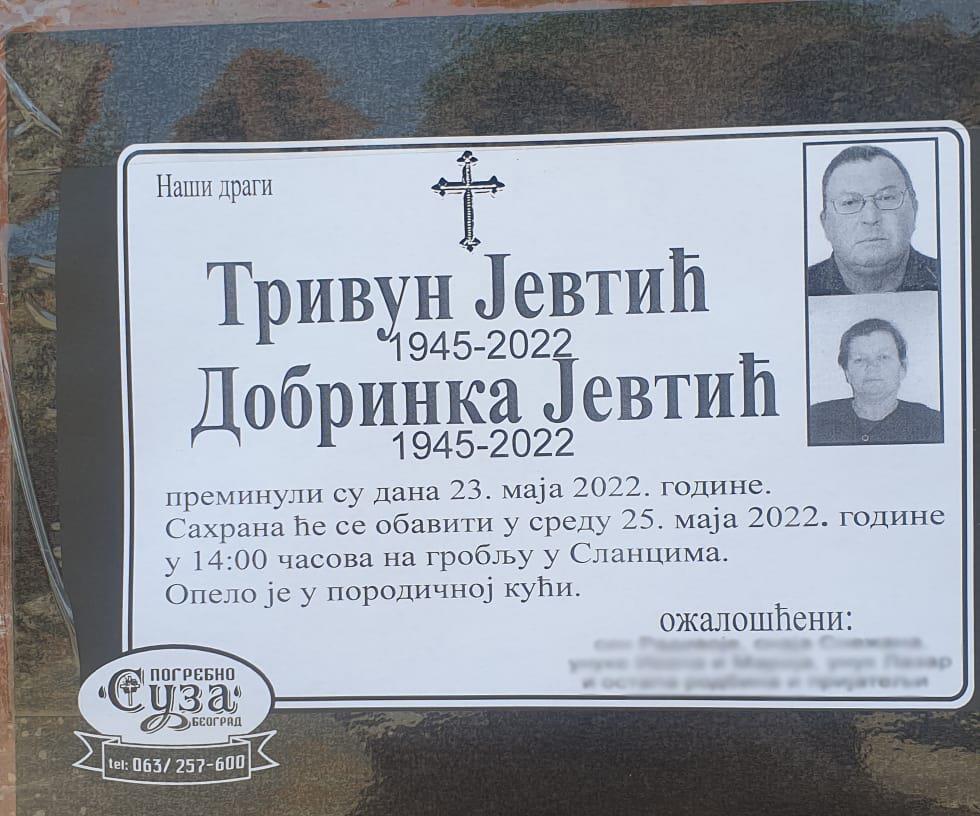 Наши драги
Тривун Јевтић
1945-2022
Добринка Јевтић
1945-2022
преминули су дана 23. маја 2022. године.
Сахрана ће се обавити у среду 25. маја 2022. године
у 14:00 часова на гробљу у Сланцима.
Опело је у породичној кући.
ожалошћени:
ПОГРЕБНО
Суза
БЕОГРАД
tel: 063/ 257-600